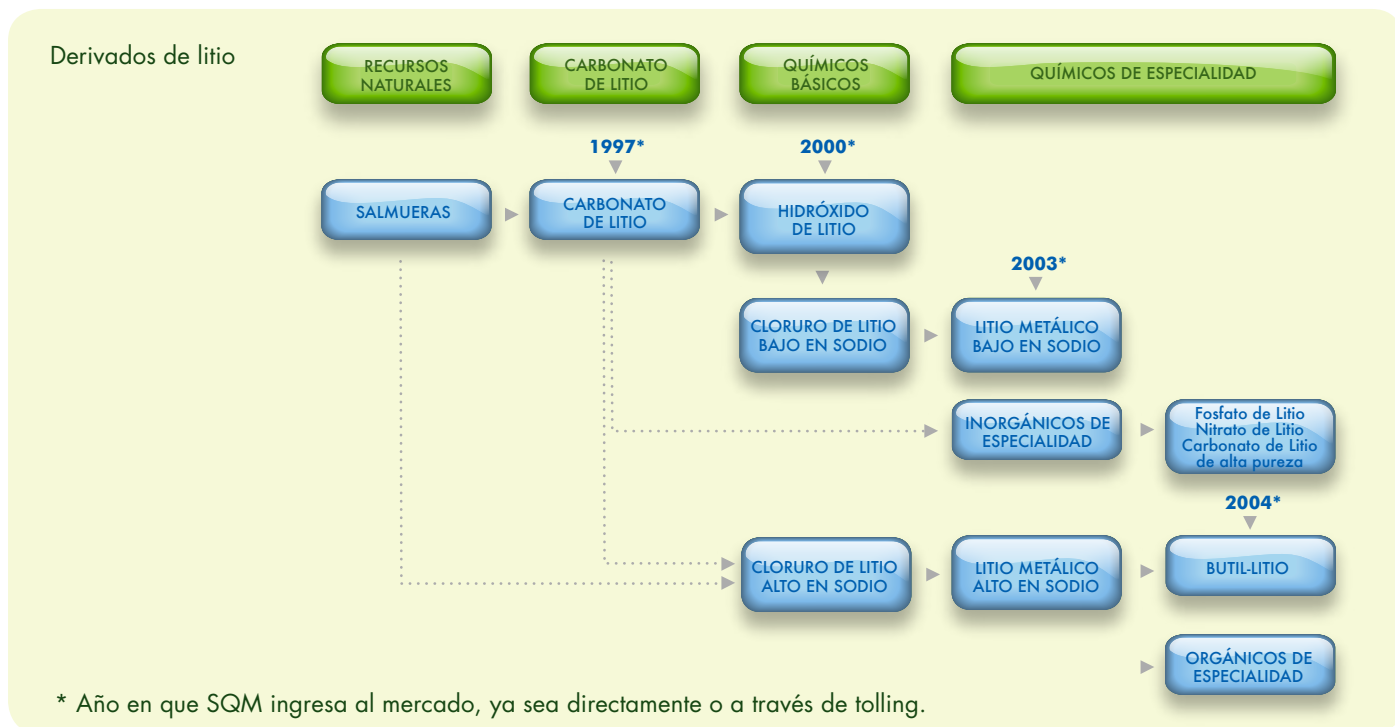 Derivados de litio
RECURSOS
NATURALES
CARBONATO
DE LITIO
QUÍMICOS
BÁSICOS
QUÍMICOS DE ESPECIALIDAD
1997*
2000*
SALMUERAS
CARBONATO
DE LITIO
HIDRÓXIDO
DE LITIO
2003*
CLORURO DE LITIO
BAJO EN SODIO
LITIO METÁLICO
BAJO EN SODIO
INORGÁNICOS DE
ESPECIALIDAD
Fosfato de Litio
Nitrato de Litio
Carbonato de Litio
de alta pureza
2004*
CLORURO DE LITIO
ALTO EN SODIO
LITIO METÁLICO
ALTO EN SODIO
BUTIL-LITIO
ORGÁNICOS DE
ESPECIALIDAD
* Año en que SQM ingresa al mercado, ya sea directamente o a través de tolling.